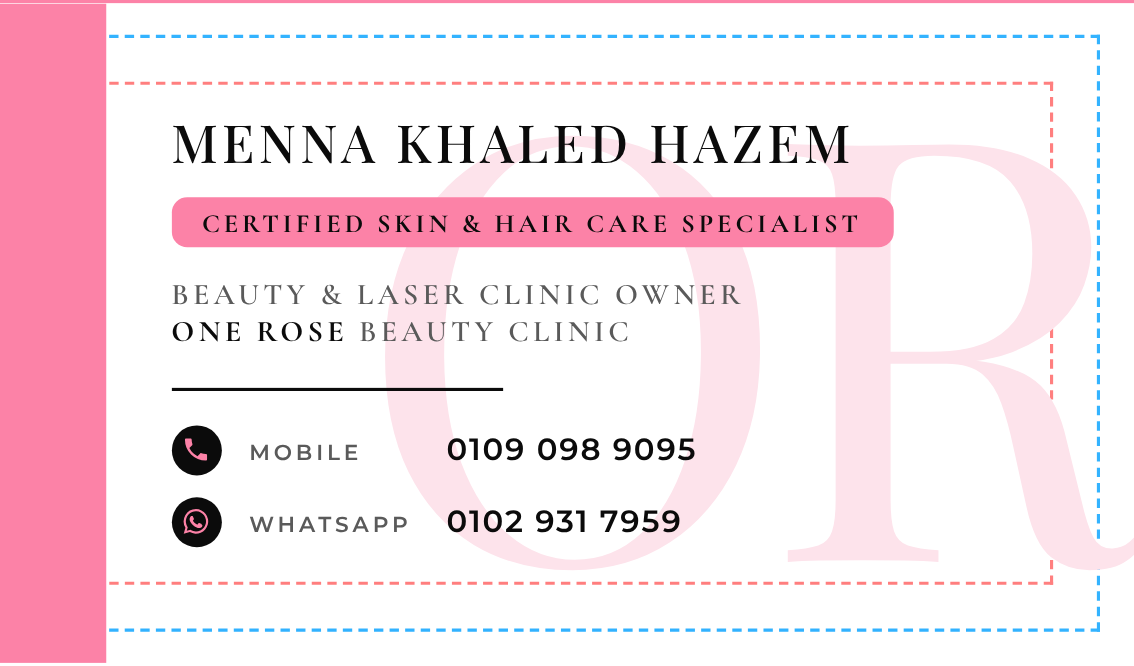 MENNA KHALED HAZEM
CERTIFIED SKIN & HAIR CARE SPECIALIST
BEAUTY & LASER CLINIC OWNER
ONE ROSE BEAUTY CLINIC
MOBILE 0109 098 9095
WHATSAPP 0102 931 7959
OR